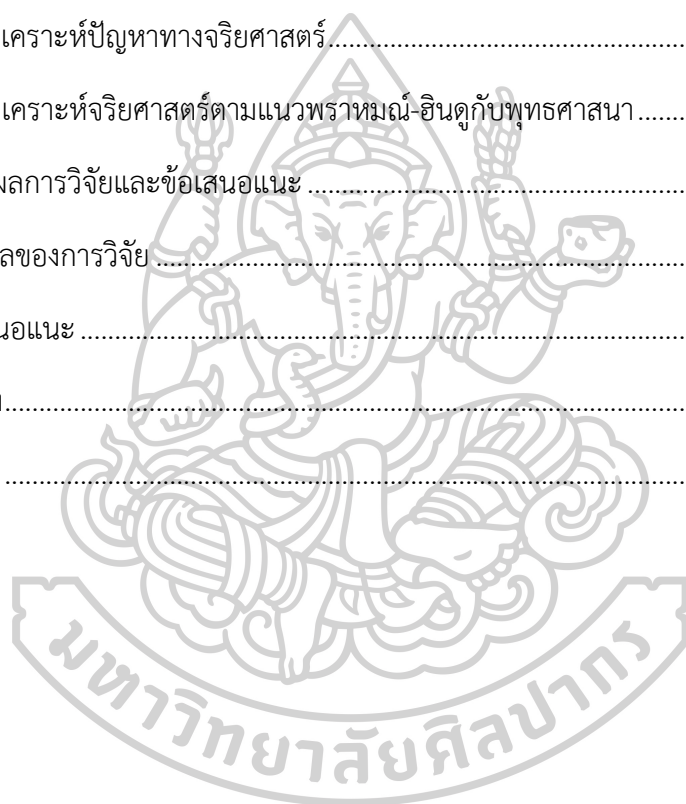 เคราะห์ปัญหาทางจริยศาสตร์
เคราะห์จริยศาสตร์ตามแนวพราหมณ์-ฮินดูกับพุทธศาสนา
ผลการวิจัยและข้อเสนอแนะ
ลของการวิจัย
นอแนะ
มหาวิทยาลัยศิลปากร